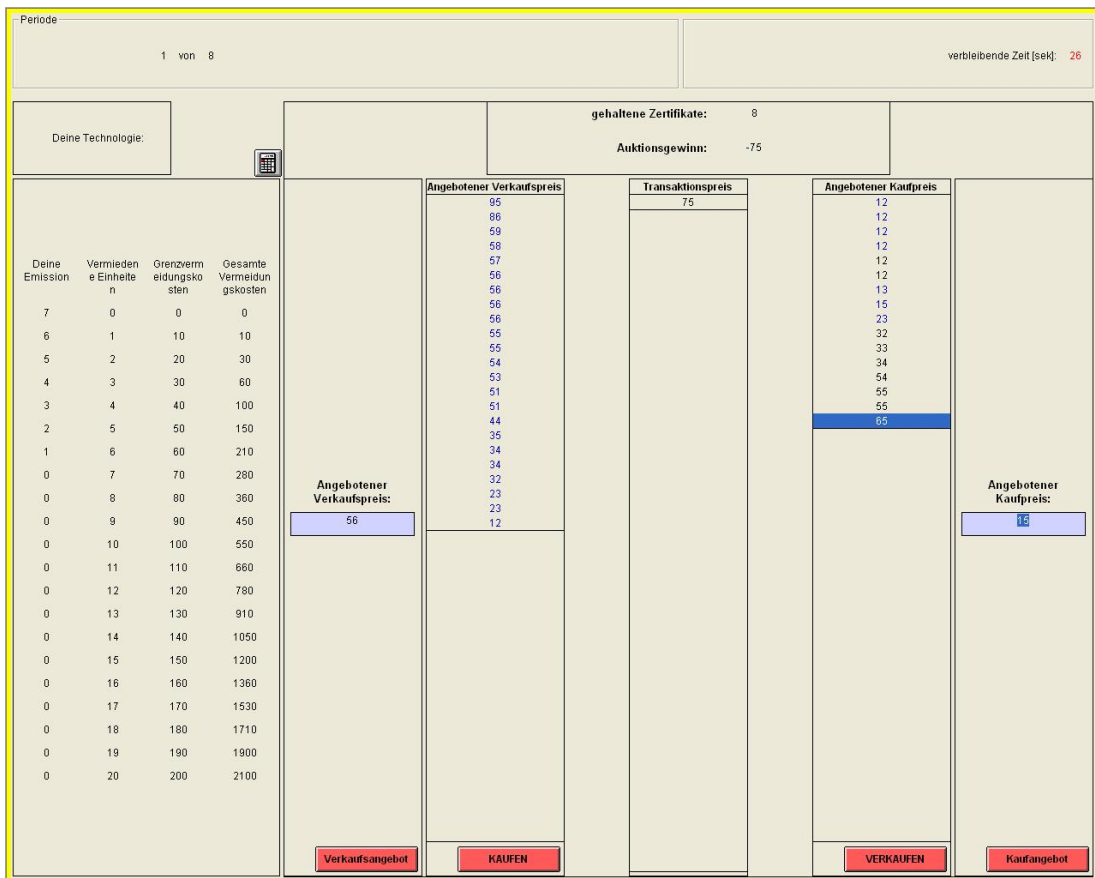 Periode
1 von 8
verbleibende Zeit [sek]: 26
Deine Technologie:
gehaltene Zertifikate: 8
Auktionsgewinn: -75
Deine Emission
Vermieden e Einheite n
Grenzverm eidungsko sten
Gesamte Vermeidun gskosten
7 0 0 0
6 1 10 10
5 2 20 30
4 3 30 60
3 4 40 100
2 5 50 150
1 6 60 210
0 7 70 280
0 8 80 360
0 9 90 450
0 10 100 550
0 11 110 660
0 12 120 780
0 13 130 910
0 14 140 1050
0 15 150 1200
0 16 160 1360
0 17 170 1530
0 18 180 1710
0 19 190 1900
0 20 200 2100
Angebotener
Verkaufspreis:
56
Verkaufsangebot
Angebotener Verkaufspreis
95
86
59
58
57
56
56
56
56
55
55
54
53
51
51
44
35
34
34
32
23
23
12
KAUFEN
Transaktionspreis
75
Angebotener Kaufpreis
12
12
12
12
12
12
13
15
23
32
33
34
54
55
55
65
VERKAUFEN
Angebotener
Kaufpreis:
15
Kaufangebot